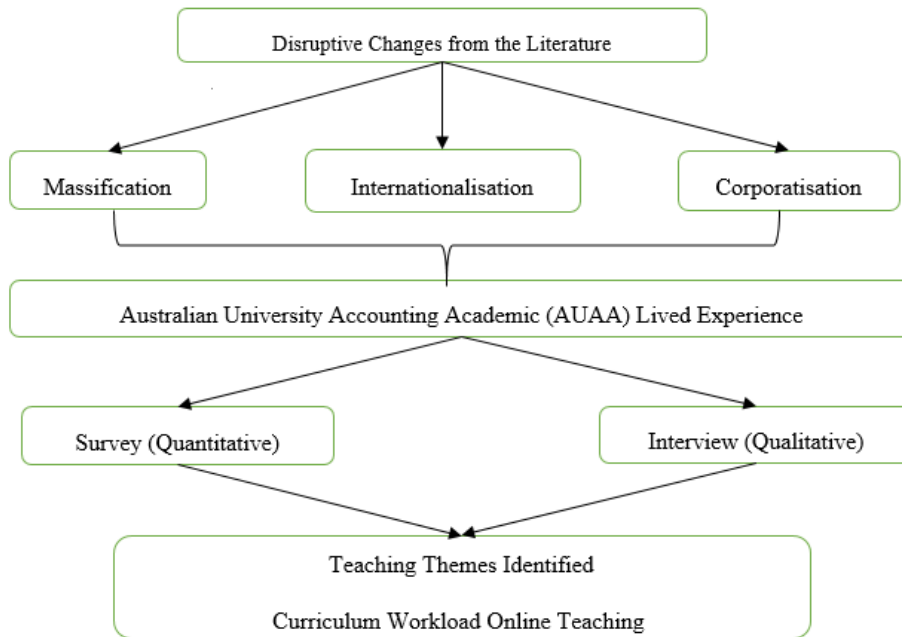 Disruptive Changes from the Literature
Massification
Internationalisation
Corporatisation
Australian University Accounting Academic (AUAA) Lived Experience
Survey (Quantitative)
Interview (Qualitative)
Teaching Themes Identified
Curriculum Workload Online Teaching